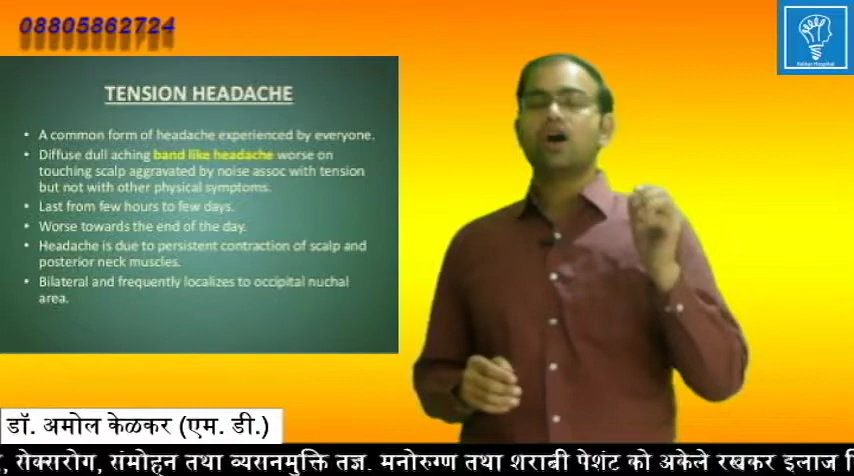 08805862724
Kelkar Hospital
TENSION HEADACHE
• A common form of headache experienced by everyone.
• Diffuse dull aching band like headache worse on
touching scalp aggravated by noise assoc with tension
but not with other physical symptoms.
• Last from few hours to few days.
• Worse towards the end of the day.
• Headache is due to persistent contraction of scalp and
posterior neck muscles.
• Bilateral and frequently localizes to occipital nuchal
area.
डॉ. अमोल केळकर (एम. डी.)
सेक्सरोग, संमोहन तथा व्यसनमुक्ति तज्ञ. मनोरुग्ण तथा शराबी पेशंट को अकेले रखकर इलाज